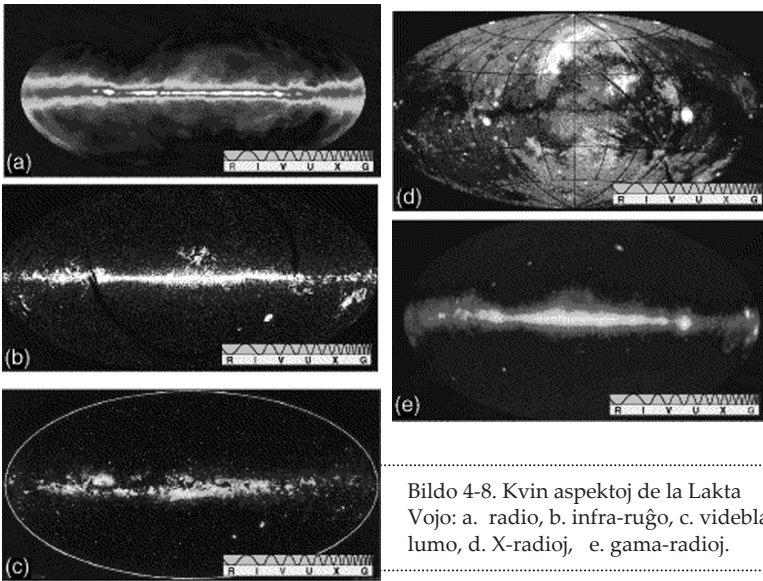 (a)
R I V U X G
(b)
R I V U X G
(c)
R I V U X G
(d)
R I V U X G
(e)
R I V U X G
Bildo 4-8. Kvin aspektoj de la Lakta
Vojo: a. radio, b. infra-ruĝo, c. videbla
lumo, d. X-radioj, e. gama-radioj.